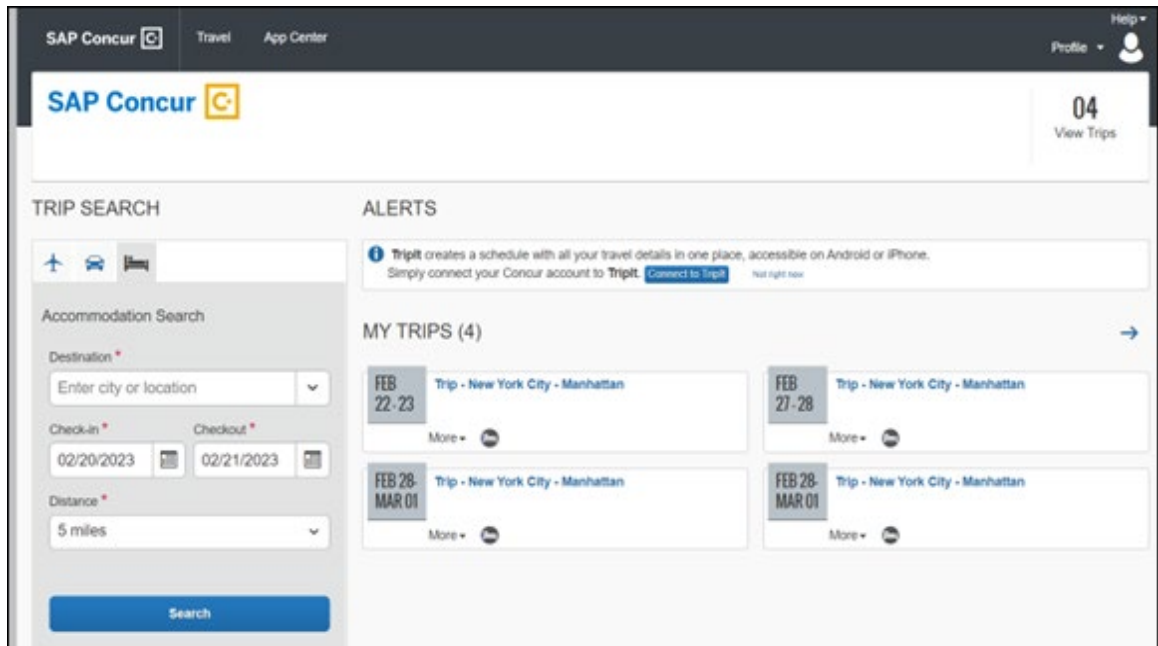 SAP Concur C Travel App Center
Help
Profile
SAP Concur C
04
View Trips
TRIP SEARCH
Accommodation Search
Destination *
Enter city or location
Check-in * Checkout *
02/20/2023 02/21/2023
Distance *
5 miles
Search
ALERTS
TripIt creates a schedule with all your travel details in one place, accessible on Android or iPhone.
Simply connect your Concur account to TripIt. Connect to TripIt Not right now
MY TRIPS (4)
FEB
22-23
Trip - New York City - Manhattan
More
FEB
27-28
Trip - New York City - Manhattan
More
FEB 28-
MAR 01
Trip - New York City - Manhattan
More
FEB 28-
MAR 01
Trip - New York City - Manhattan
More